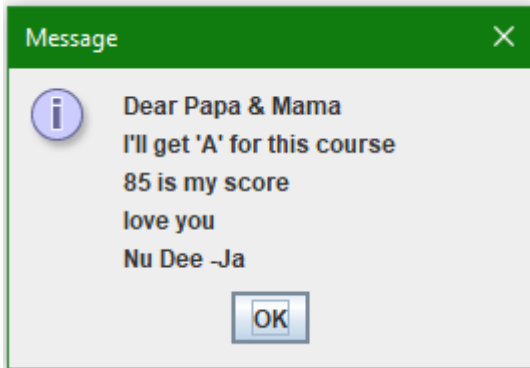 Message
Dear Papa & Mama
I'll get 'A' for this course
85 is my score
love you
Nu Dee -Ja
OK